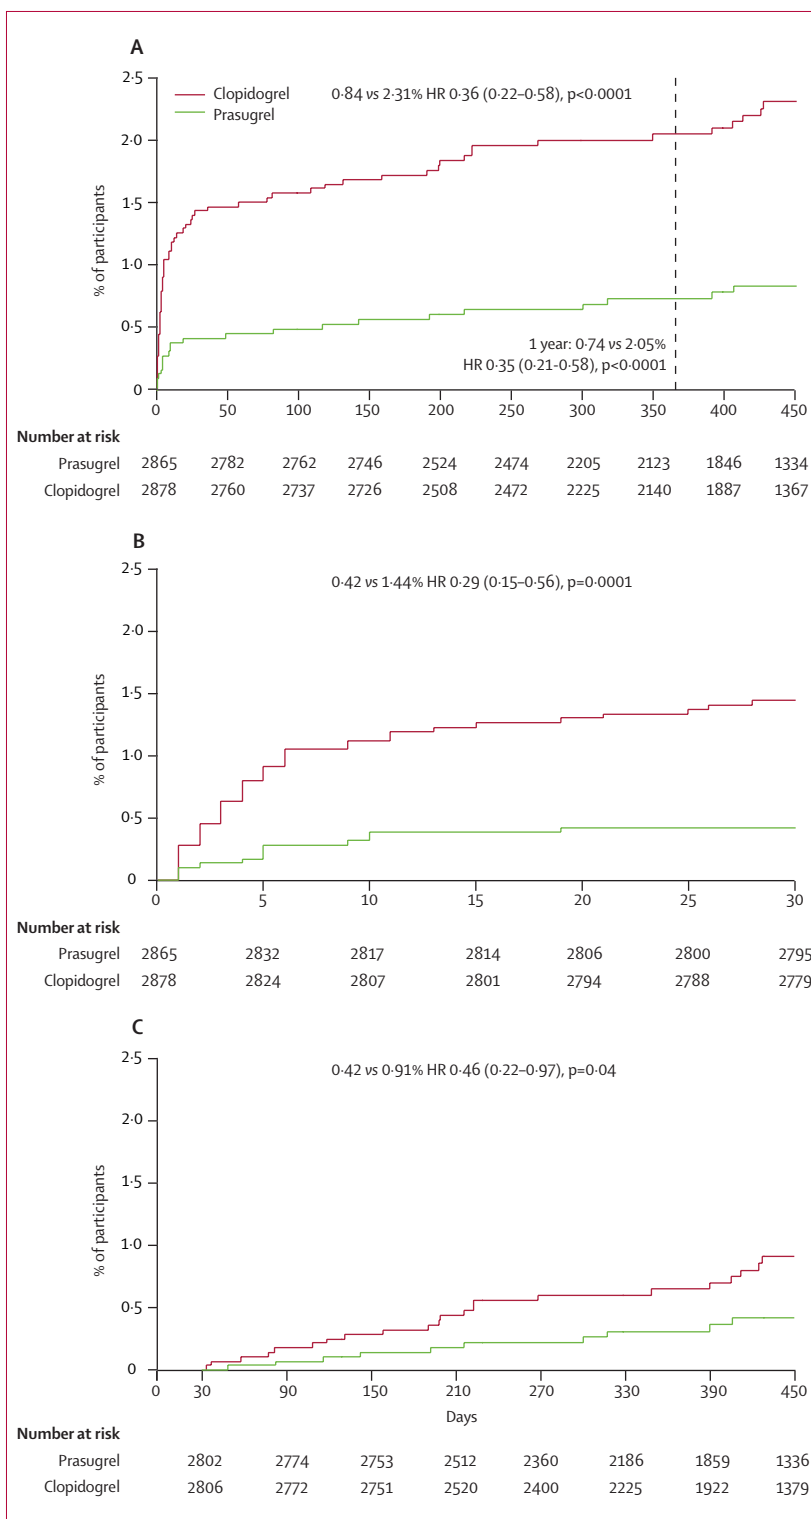 A
2·5
2·0
1·5
1·0
0·5
0
% of participants
Clopidogrel
Prasugrel
0·84 vs 2·31% HR 0·36 (0·22–0·58), p<0·0001
1 year: 0·74 vs 2·05%
HR 0·35 (0·21-0·58), p<0·0001
0 50 100 150 200 250 300 350 400 450
Number at risk
Prasugrel 2865 2782 2762 2746 2524 2474 2205 2123 1846 1334
Clopidogrel 2878 2760 2737 2726 2508 2472 2225 2140 1887 1367
B
2·5
2·0
1·5
1·0
0·5
0
% of participants
0·42 vs 1·44% HR 0·29 (0·15–0·56), p=0·0001
0 5 10 15 20 25 30
Number at risk
Prasugrel 2865 2832 2817 2814 2806 2800 2795
Clopidogrel 2878 2824 2807 2801 2794 2788 2779
C
2·5
2·0
1·5
1·0
0·5
0
% of participants
0·42 vs 0·91% HR 0·46 (0·22–0·97), p=0·04
0 30 90 150 210 270 330 390 450
Days
Number at risk
Prasugrel 2802 2774 2753 2512 2360 2186 1859 1336
Clopidogrel 2806 2772 2751 2520 2400 2225 1922 1379